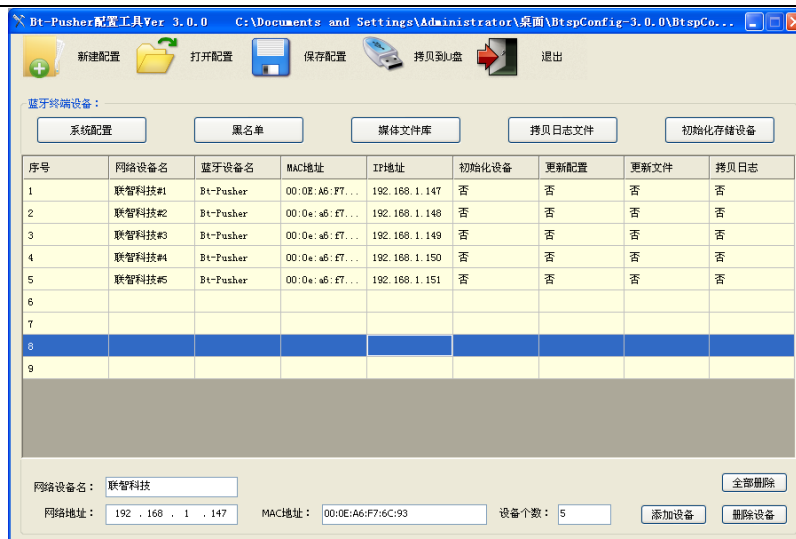 Bt-Pusher配置工具Ver 3.0.0 C:\Documents and Settings\Administrator\桌面\BtspConfig-3.0.0\BtspCo...
新建配置 打开配置 保存配置 拷贝到U盘 退出
蓝牙终端设备：
系统配置 黑名单 媒体文件库 拷贝日志文件 初始化存储设备
序号 网络设备名 蓝牙设备名 MAC地址 IP地址 初始化设备 更新配置 更新文件 拷贝日志
1 联智科技#1 Bt-Pusher 00:0E:A6:F7... 192.168.1.147 否 否 否 否
2 联智科技#2 Bt-Pusher 00:0e:a6:f7... 192.168.1.148 否 否 否 否
3 联智科技#3 Bt-Pusher 00:0e:a6:f7... 192.168.1.149 否 否 否 否
4 联智科技#4 Bt-Pusher 00:0e:a6:f7... 192.168.1.150 否 否 否 否
5 联智科技#5 Bt-Pusher 00:0e:a6:f7... 192.168.1.151 否 否 否 否
6
7
8
9
网络设备名： 联智科技 全部删除
网络地址： 192 . 168 . 1 . 147 MAC地址： 00:0E:A6:F7:6C:93 设备个数： 5 添加设备 删除设备